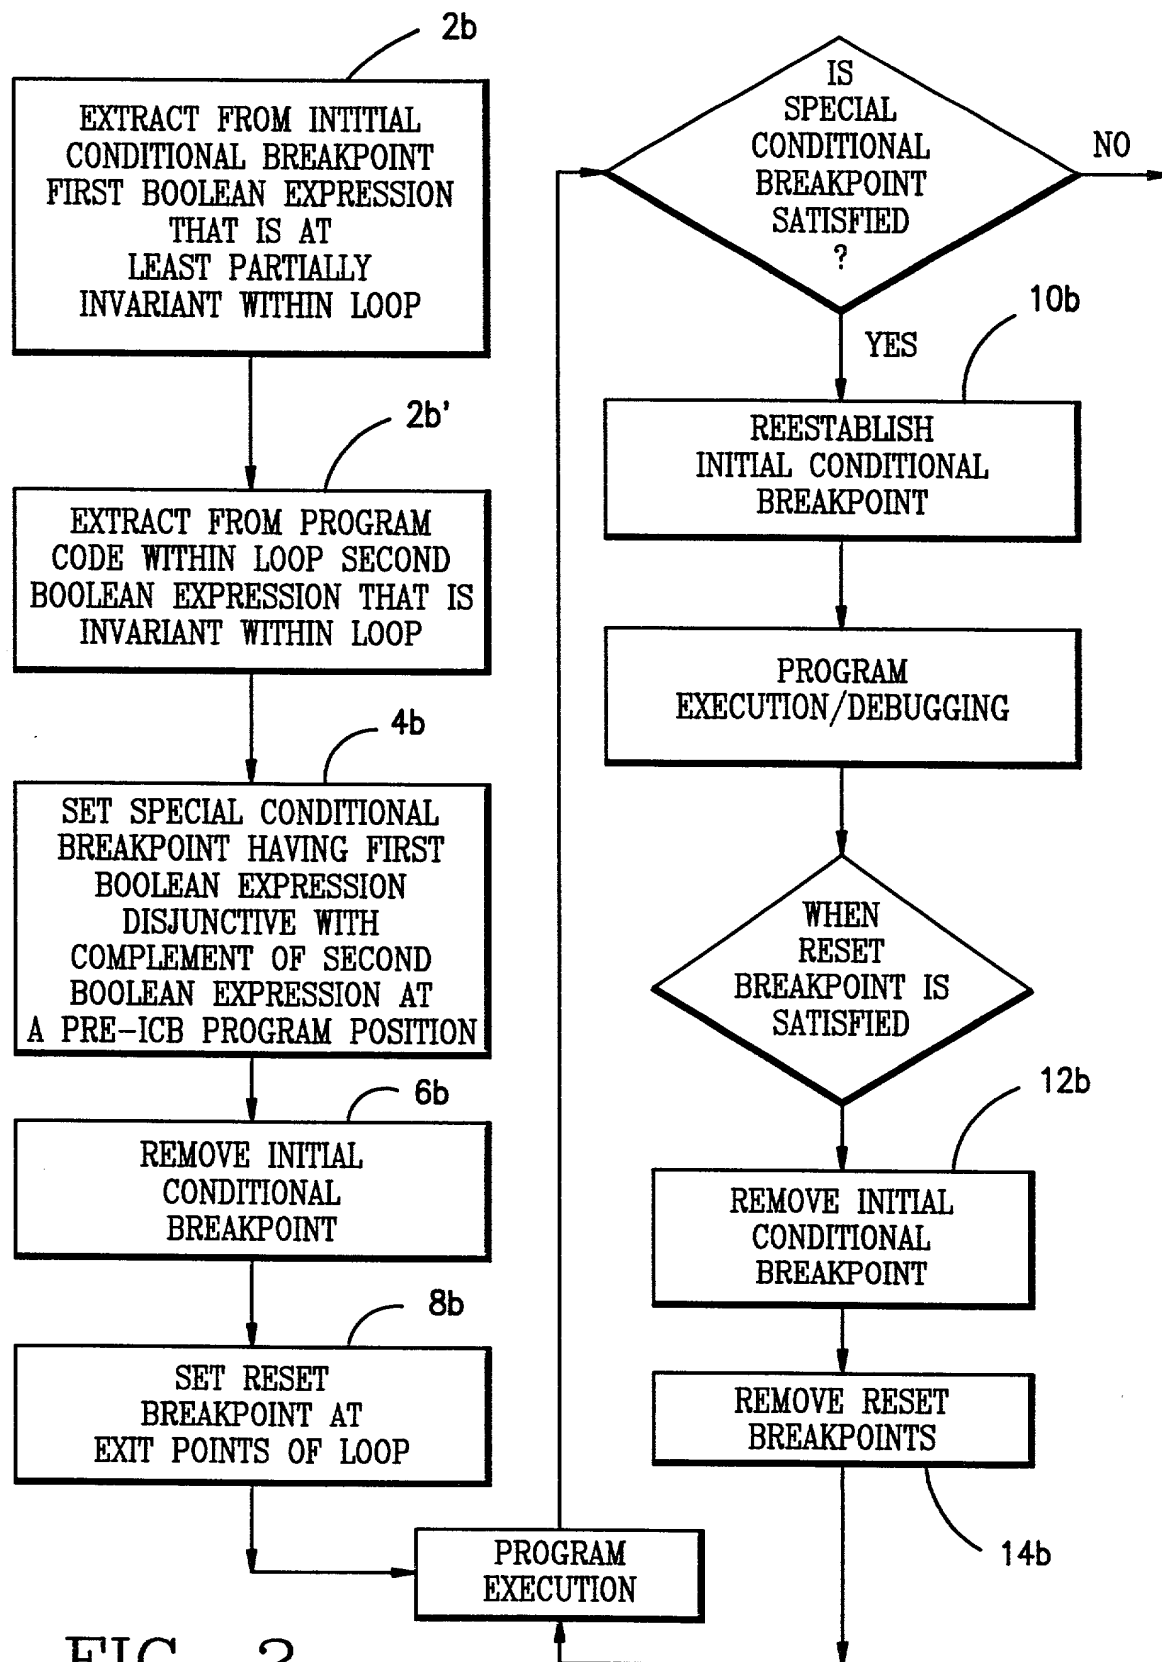 2b
EXTRACT FROM INTITIAL
CONDITIONAL BREAKPOINT
FIRST BOOLEAN EXPRESSION
THAT IS AT
LEAST PARTIALLY
INVARIANT WITHIN LOOP
2b'
EXTRACT FROM PROGRAM
CODE WITHIN LOOP SECOND
BOOLEAN EXPRESSION THAT IS
INVARIANT WITHIN LOOP
4b
SET SPECIAL CONDITIONAL
BREAKPOINT HAVING FIRST
BOOLEAN EXPRESSION
DISJUNCTIVE WITH
COMPLEMENT OF SECOND
BOOLEAN EXPRESSION AT
A PRE-ICB PROGRAM POSITION
6b
REMOVE INITIAL
CONDITIONAL
BREAKPOINT
8b
SET RESET
BREAKPOINT AT
EXIT POINTS OF LOOP
PROGRAM
EXECUTION
IS
SPECIAL
CONDITIONAL
BREAKPOINT
SATISFIED
?
NO
YES
10b
REESTABLISH
INITIAL CONDITIONAL
BREAKPOINT
PROGRAM
EXECUTION/DEBUGGING
WHEN
RESET
BREAKPOINT IS
SATISFIED
12b
REMOVE INITIAL
CONDITIONAL
BREAKPOINT
REMOVE RESET
BREAKPOINTS
14b
FIG. 2